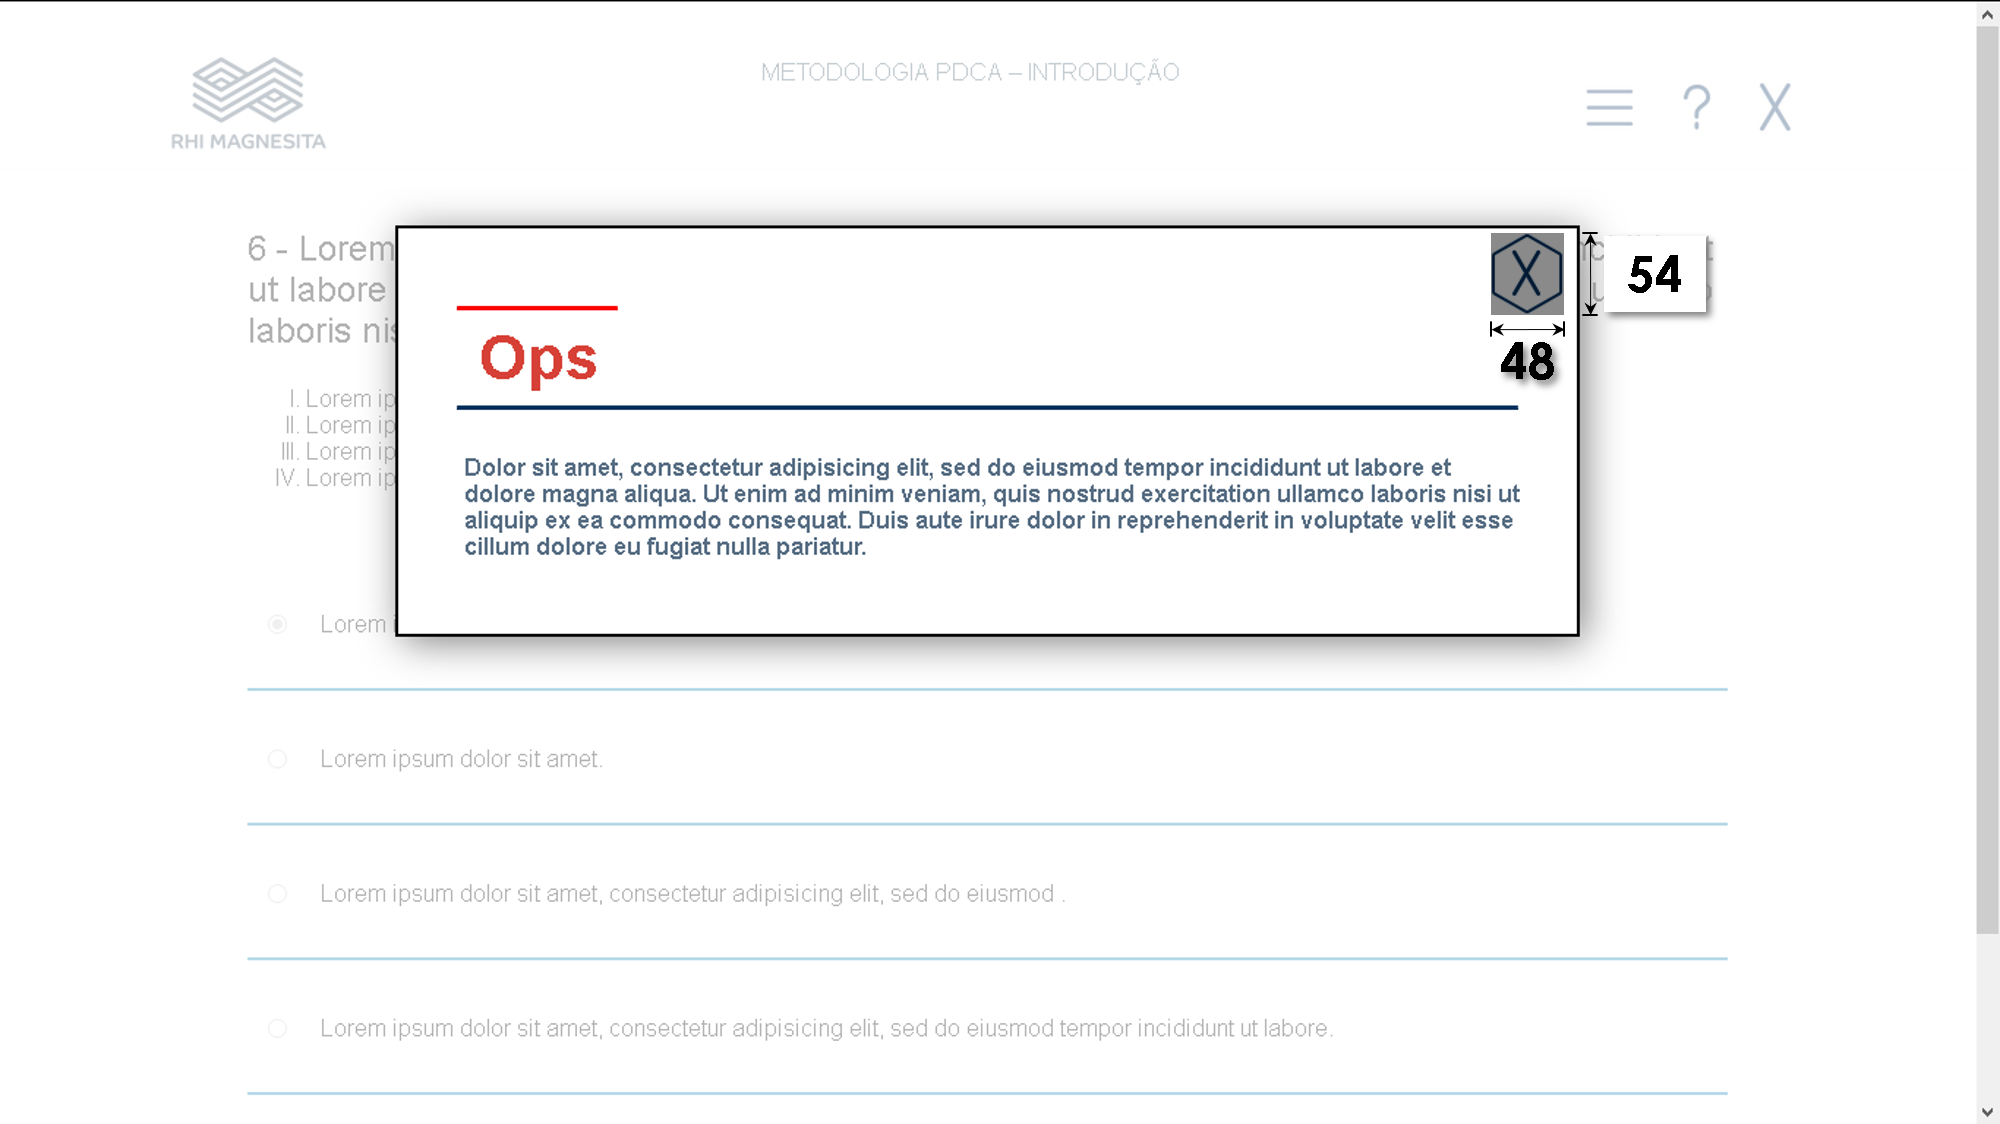 METODOLOGIA PDCA – INTRODUÇÃO
RHI MAGNESITA
6 - Lorem
ut labore
laboris
I. Lorem
II. Lorem
III. Lorem
IV. Lorem
X
54
48
Ops
Dolor sit amet, consectetur adipisicing elit, sed do eiusmod tempor incididunt ut labore et
dolore magna aliqua. Ut enim ad minim veniam, quis nostrud exercitation ullamco laboris nisi ut
aliquip ex ea commodo consequat. Duis aute irure dolor in reprehenderit in voluptate velit esse
cillum dolore eu fugiat nulla pariatur.
Lorem
Lorem ipsum dolor sit amet.
Lorem ipsum dolor sit amet, consectetur adipisicing elit, sed do eiusmod .
Lorem ipsum dolor sit amet, consectetur adipisicing elit, sed do eiusmod tempor incididunt ut labore.